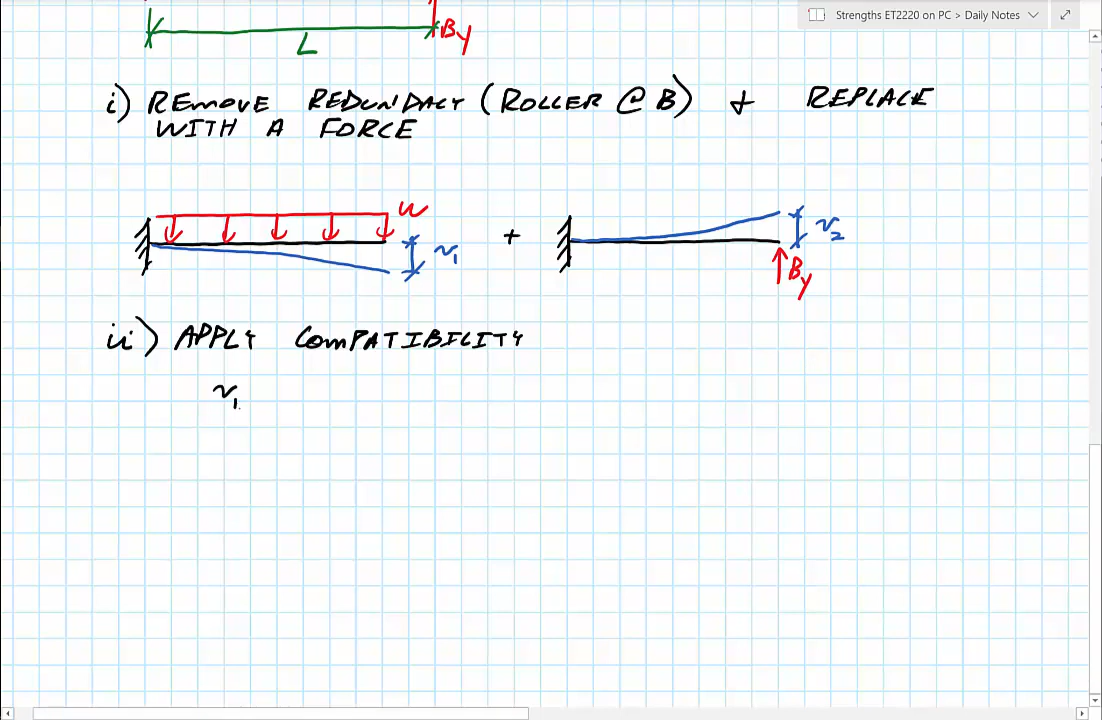 Strengths ET2220 on PC > Daily Notes
By
L
i) REMOVE REDUNDACY (ROLLER @ B) + REPLACE
WITH A FORCE
w
v1
+
v2
By
ii) APPLY COMPATIBILITY
v1